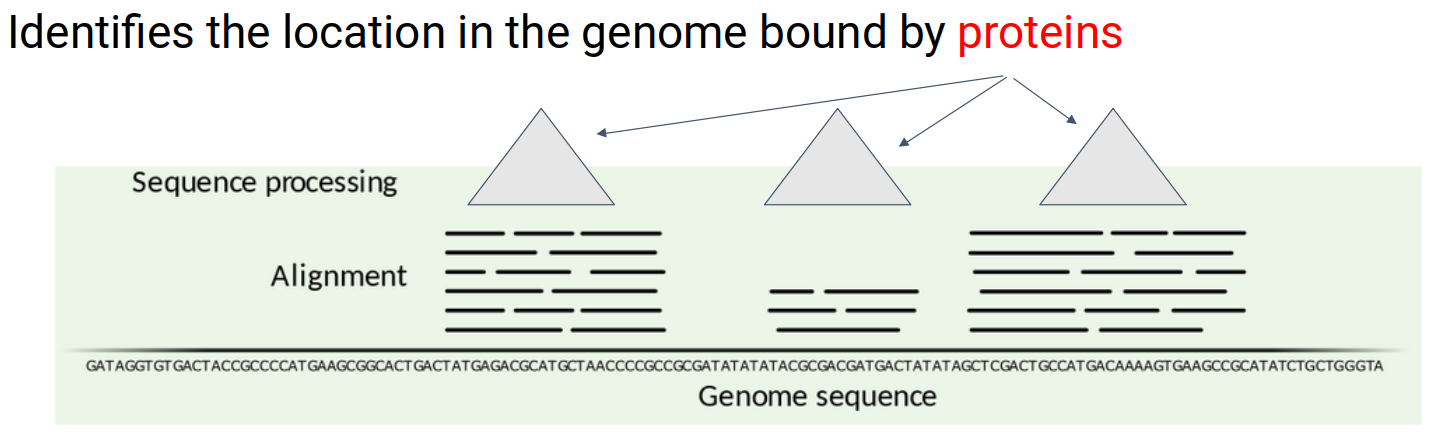 Identifies the location in the genome bound by proteins
Sequence processing
Alignment
GATAGGTGTGACTACCGCCCCATGAAGCGGCACTGACTATGAGACGCATGCTAACCCCGCCGCGATATATATACGCGACGATGACTATATAGCTCGACTGCCATGACAAAAGTGAAGCCGCATATCTGCTGGGTA
Genome sequence